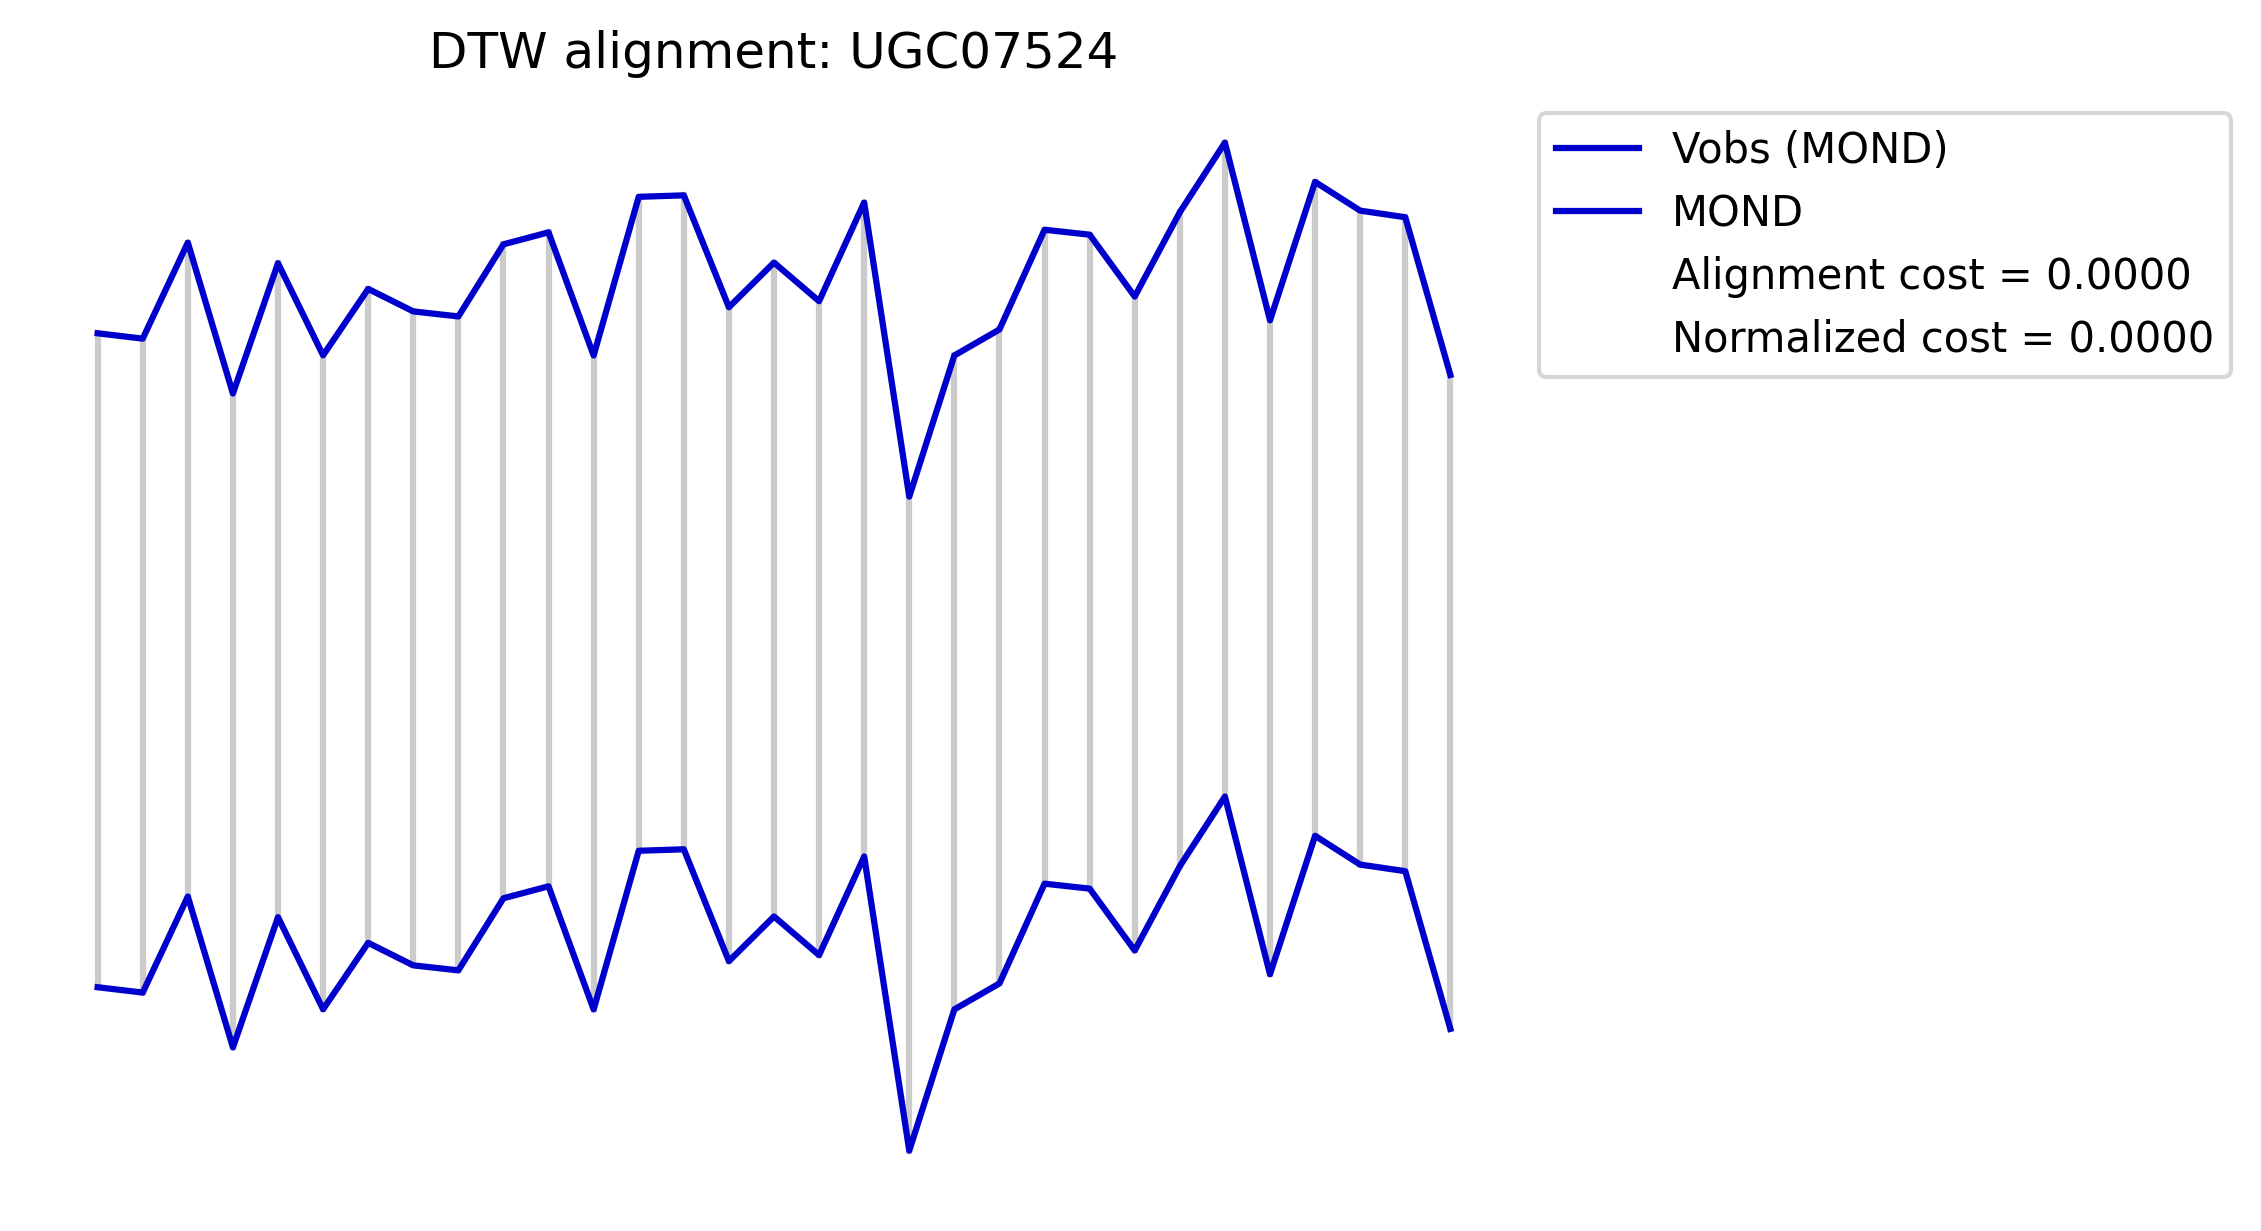 DTW alignment: UGC07524
Vobs (MOND)
MOND
Alignment cost = 0.0000
Normalized cost = 0.0000